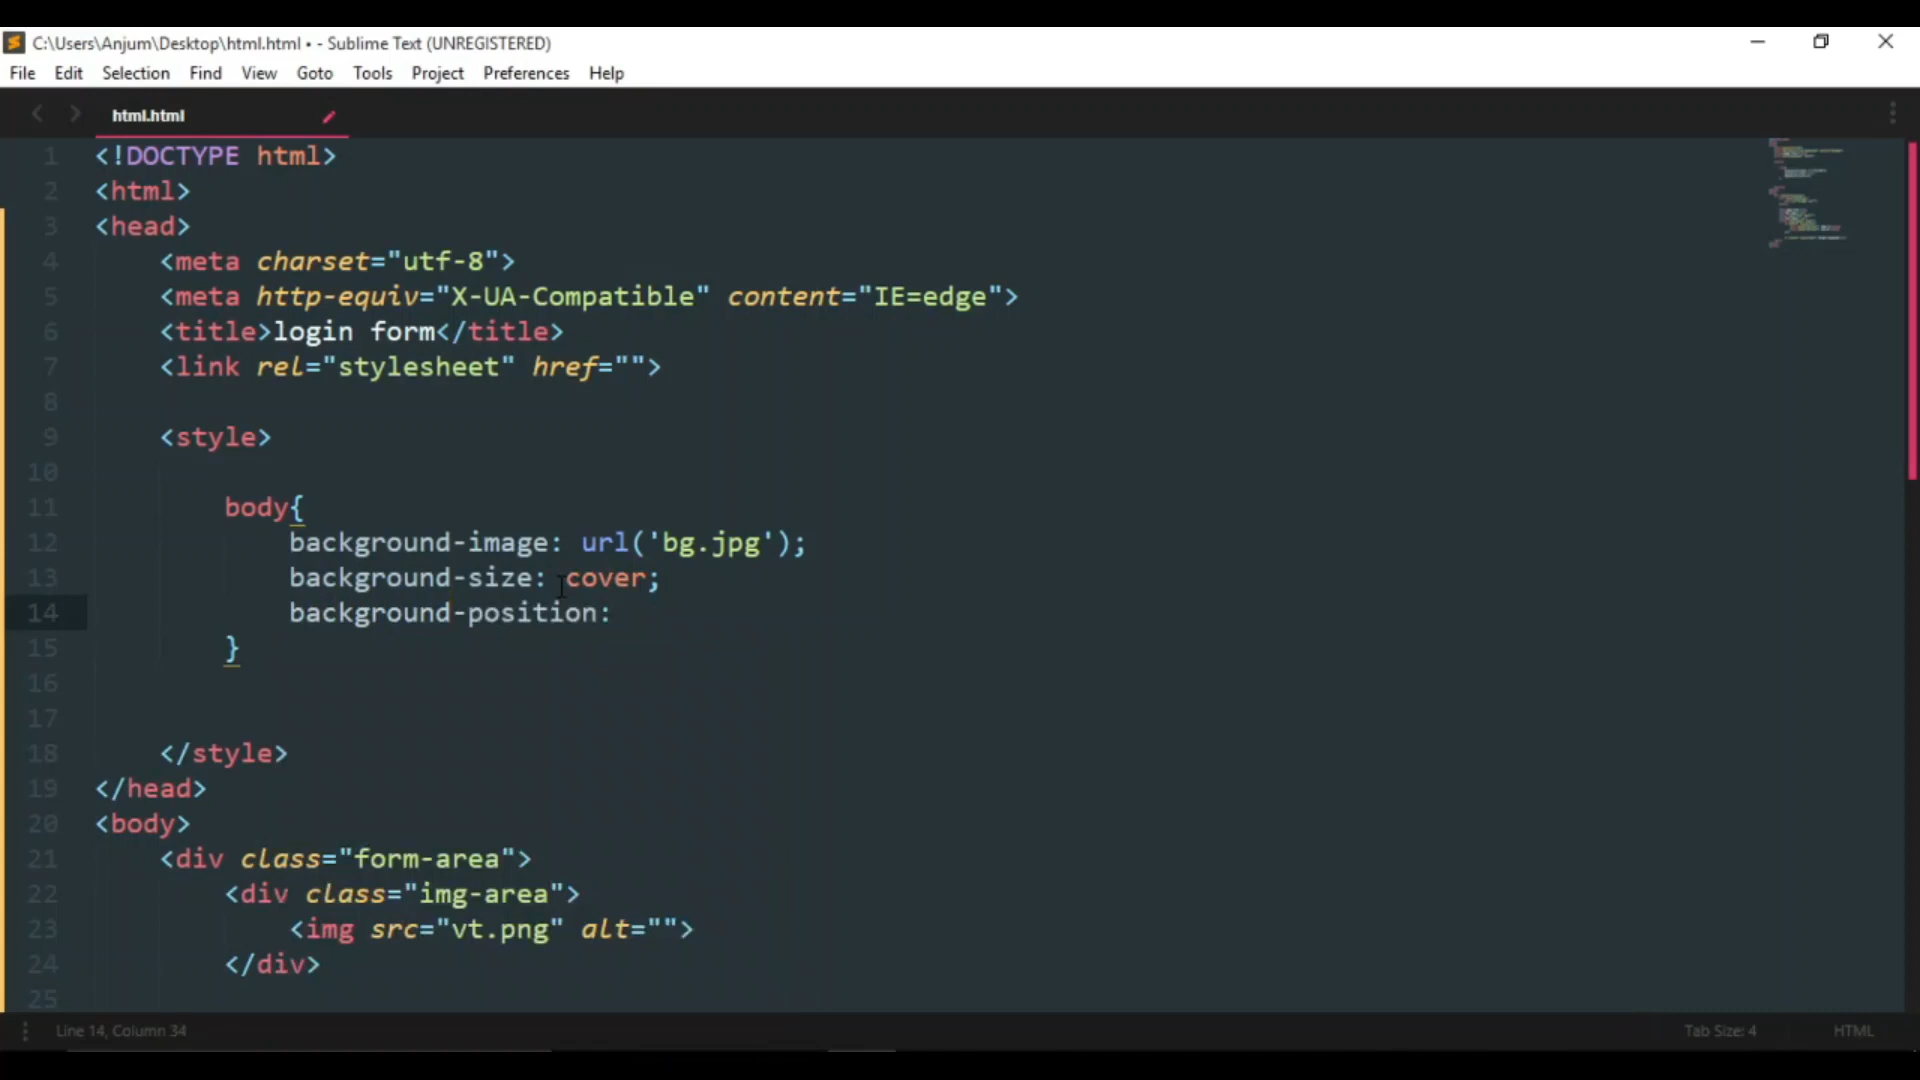 C:\Users\Anjum\Desktop\html.html • - Sublime Text (UNREGISTERED)
File Edit Selection Find View Goto Tools Project Preferences Help
html.html
1 <!DOCTYPE html>
2 <html>
3 <head>
4 <meta charset="utf-8">
5 <meta http-equiv="X-UA-Compatible" content="IE=edge">
6 <title>login form</title>
7 <link rel="stylesheet" href="">
8
9 <style>
10
11 body{
12 background-image: url('bg.jpg');
13 background-size: cover;
14 background-position:
15 }
16
17
18 </style>
19 </head>
20 <body>
21 <div class="form-area">
22 <div class="img-area">
23 <img src="vt.png" alt="">
24 </div>
25
Line 14, Column 34 Tab Size: 4 HTML